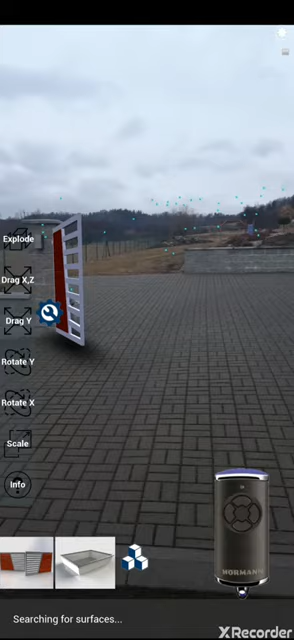 Explode
Drag X,Z
Drag Y
Rotate Y
Rotate X
Scale
Info
HÖRMANN
Searching for surfaces...
XRecorder